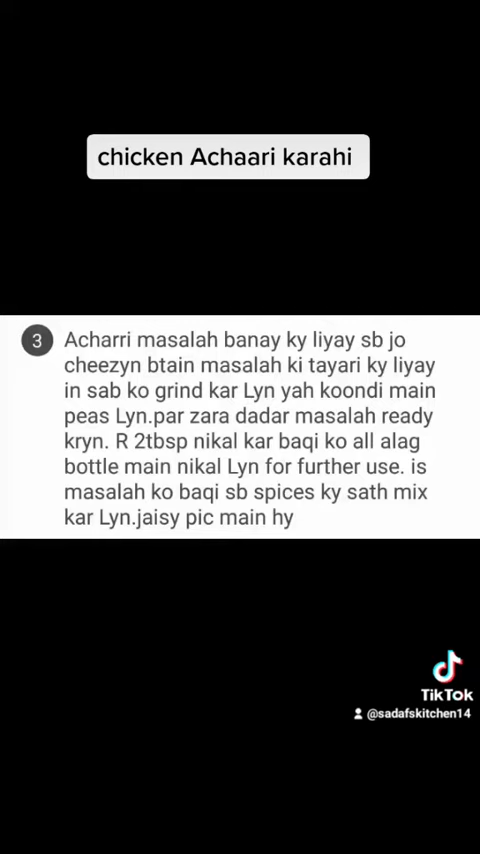 chicken Achaari karahi
3 Acharri masalah banay ky liyay sb jo
cheezyn btain masalah ki tayari ky liyay
in sab ko grind kar Lyn yah koondi main
peas Lyn.par zara dadar masalah ready
kryn. R 2tbsp nikal kar baqi ko all alag
bottle main nikal Lyn for further use. is
masalah ko baqi sb spices ky sath mix
kar Lyn.jaisy pic main hy
TikTok
@sadafskitchen14